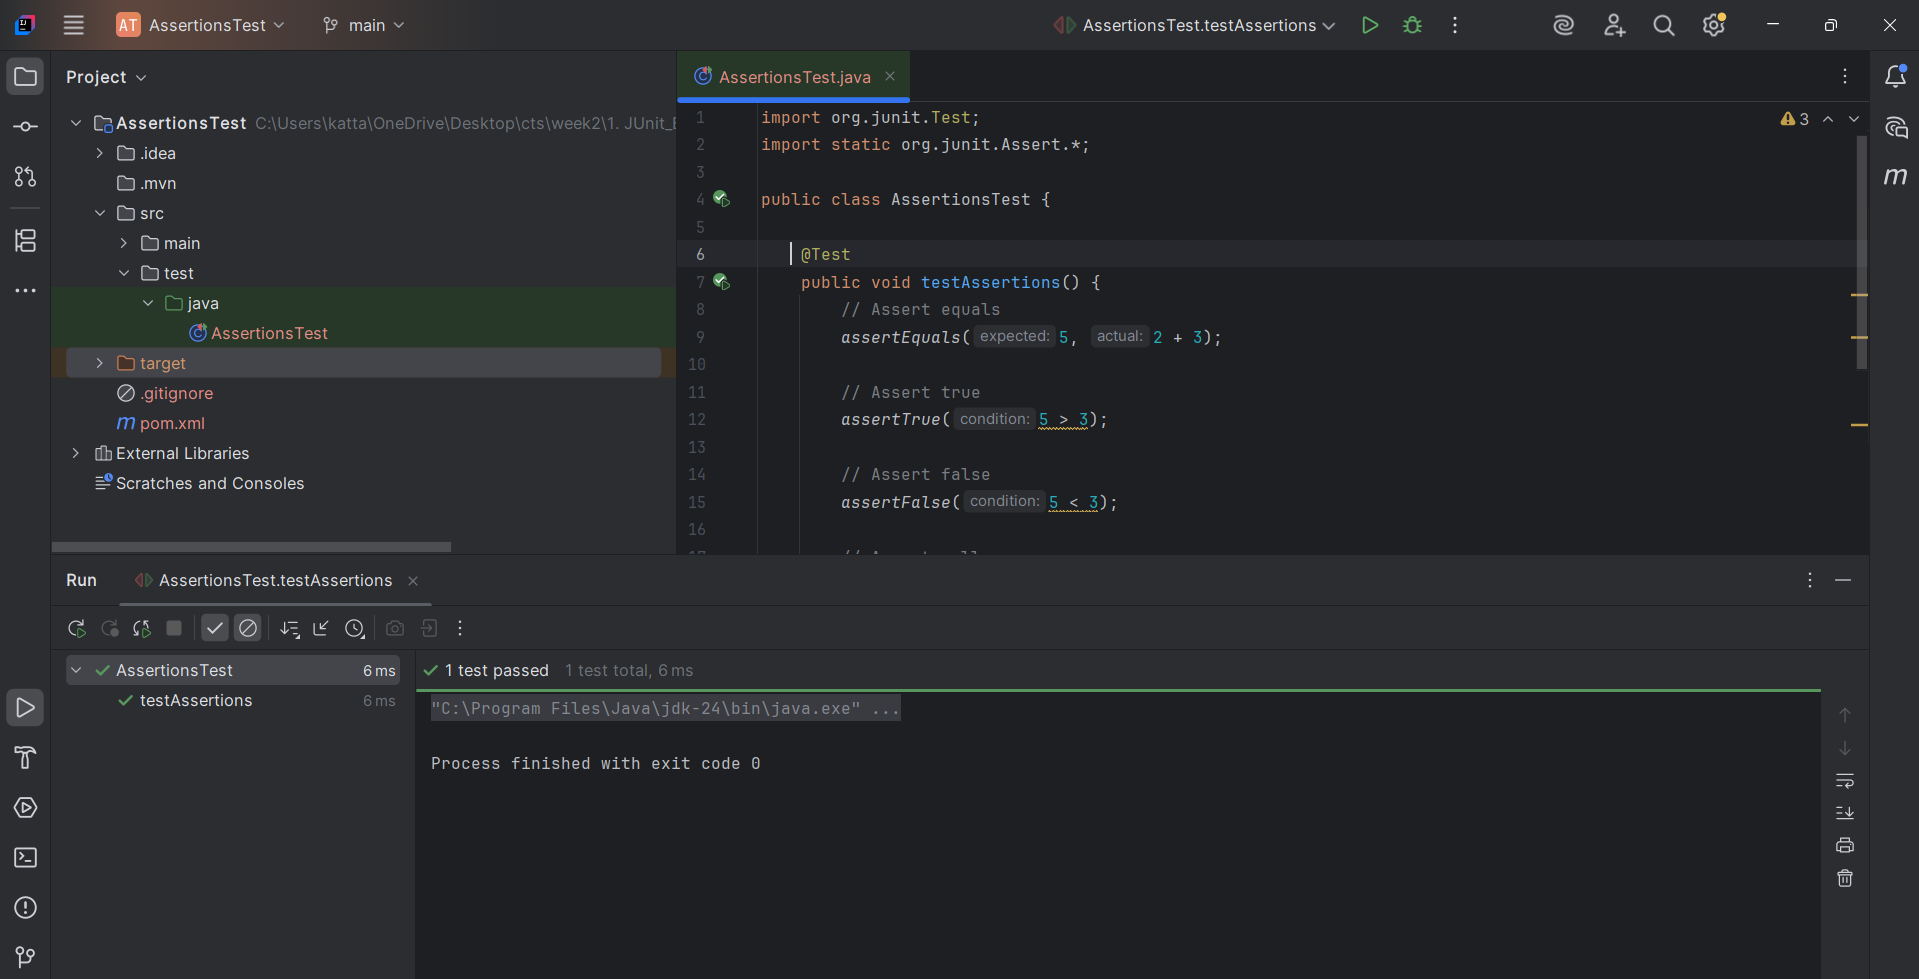 AT AssertionsTest main AssertionsTest.testAssertions
Project
AssertionsTest C:\Users\katta\OneDrive\Desktop\cts\week2\1. JUnit_E
.idea
.mvn
src
main
test
java
AssertionsTest
target
.gitignore
m pom.xml
External Libraries
Scratches and Consoles
AssertionsTest.java
3
1 import org.junit.Test;
2 import static org.junit.Assert.*;
3
4 public class AssertionsTest {
5
6 @Test
7 public void testAssertions() {
8 // Assert equals
9 assertEquals( expected: 5, actual: 2 + 3);
10
11 // Assert true
12 assertTrue( condition: 5 > 3);
13
14 // Assert false
15 assertFalse( condition: 5 < 3);
16
m
Run AssertionsTest.testAssertions
AssertionsTest 6 ms
testAssertions 6 ms
1 test passed 1 test total, 6 ms
"C:\Program Files\Java\jdk-24\bin\java.exe" ...
Process finished with exit code 0